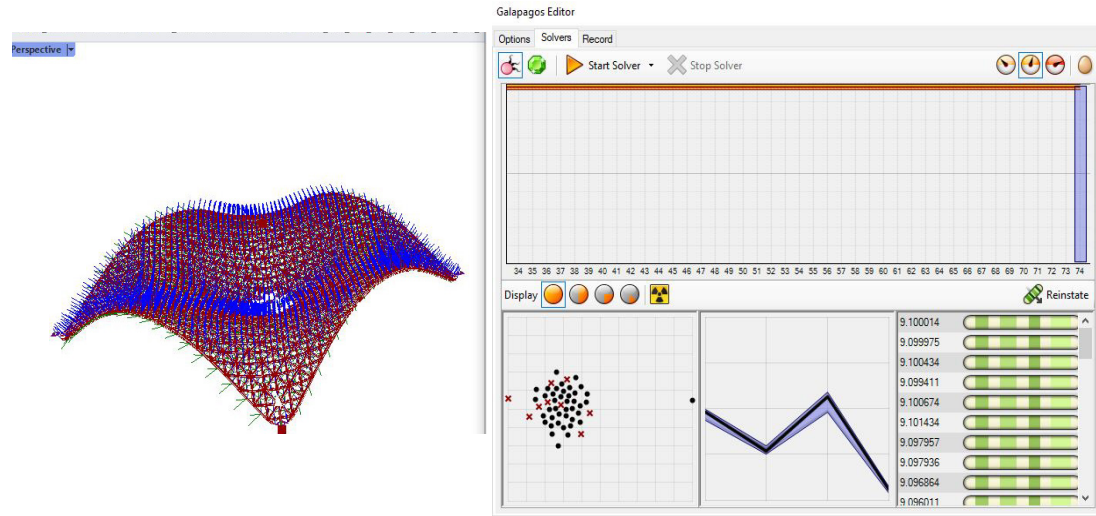 Galapagos Editor
Options Solvers Record
Perspective
Start Solver Stop Solver
34 35 36 37 38 39 40 41 42 43 44 45 46 47 48 49 50 51 52 53 54 55 56 57 58 59 60 61 62 63 64 65 66 67 68 69 70 71 72 73 74
Display Reinstate
9.100014
9.099975
9.100434
9.099411
9.100674
9.101434
9.097957
9.097936
9.096864
9.096011